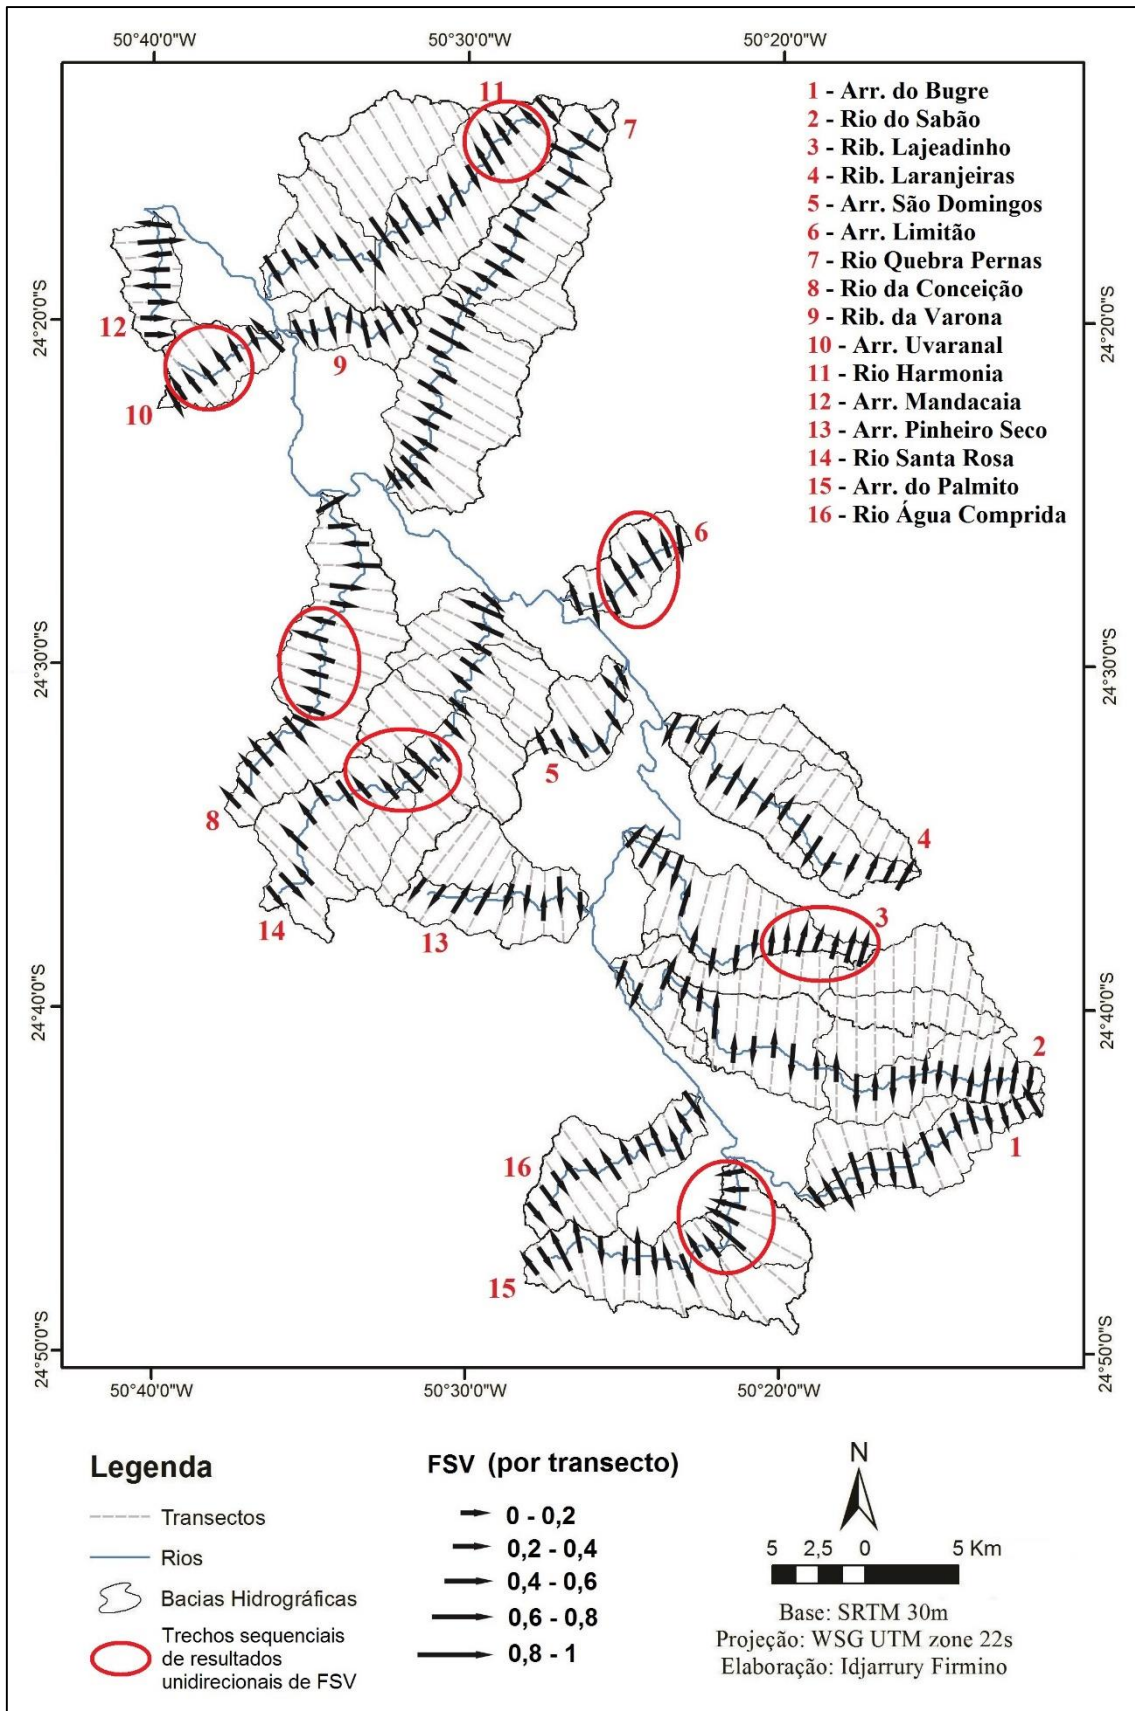 50°40'0"W
50°30'0"W
50°20'0"W
11
7
1 - Arr. do Bugre
2 - Rio do Sabão
3 - Rib. Lajeadinho
4 - Rib. Laranjeiras
5 - Arr. São Domingos
6 - Arr. Limitão
7 - Rio Quebra Pernas
8 - Rio da Conceição
9 - Rib. da Varona
10 - Arr. Uvaranal
11 - Rio Harmonia
12 - Arr. Mandacaia
13 - Arr. Pinheiro Seco
14 - Rio Santa Rosa
15 - Arr. do Palmito
16 - Rio Água Comprida
24°20'0"S
24°20'0"S
12
9
10
6
24°30'0"S
24°30'0"S
5
8
4
3
14
13
24°40'0"S
24°40'0"S
2
1
16
15
24°50'0"S
24°50'0"S
50°40'0"W
50°30'0"W
50°20'0"W
Legenda
Transectos
Rios
Bacias Hidrográficas
Trechos sequenciais
de resultados
unidirecionais de FSV
FSV (por transecto)
0 - 0,2
0,2 - 0,4
0,4 - 0,6
0,6 - 0,8
0,8 - 1
N
5 2,5 0 5 Km
Base: SRTM 30m
Projeção: WSG UTM zone 22s
Elaboração: Idjarrury Firmino